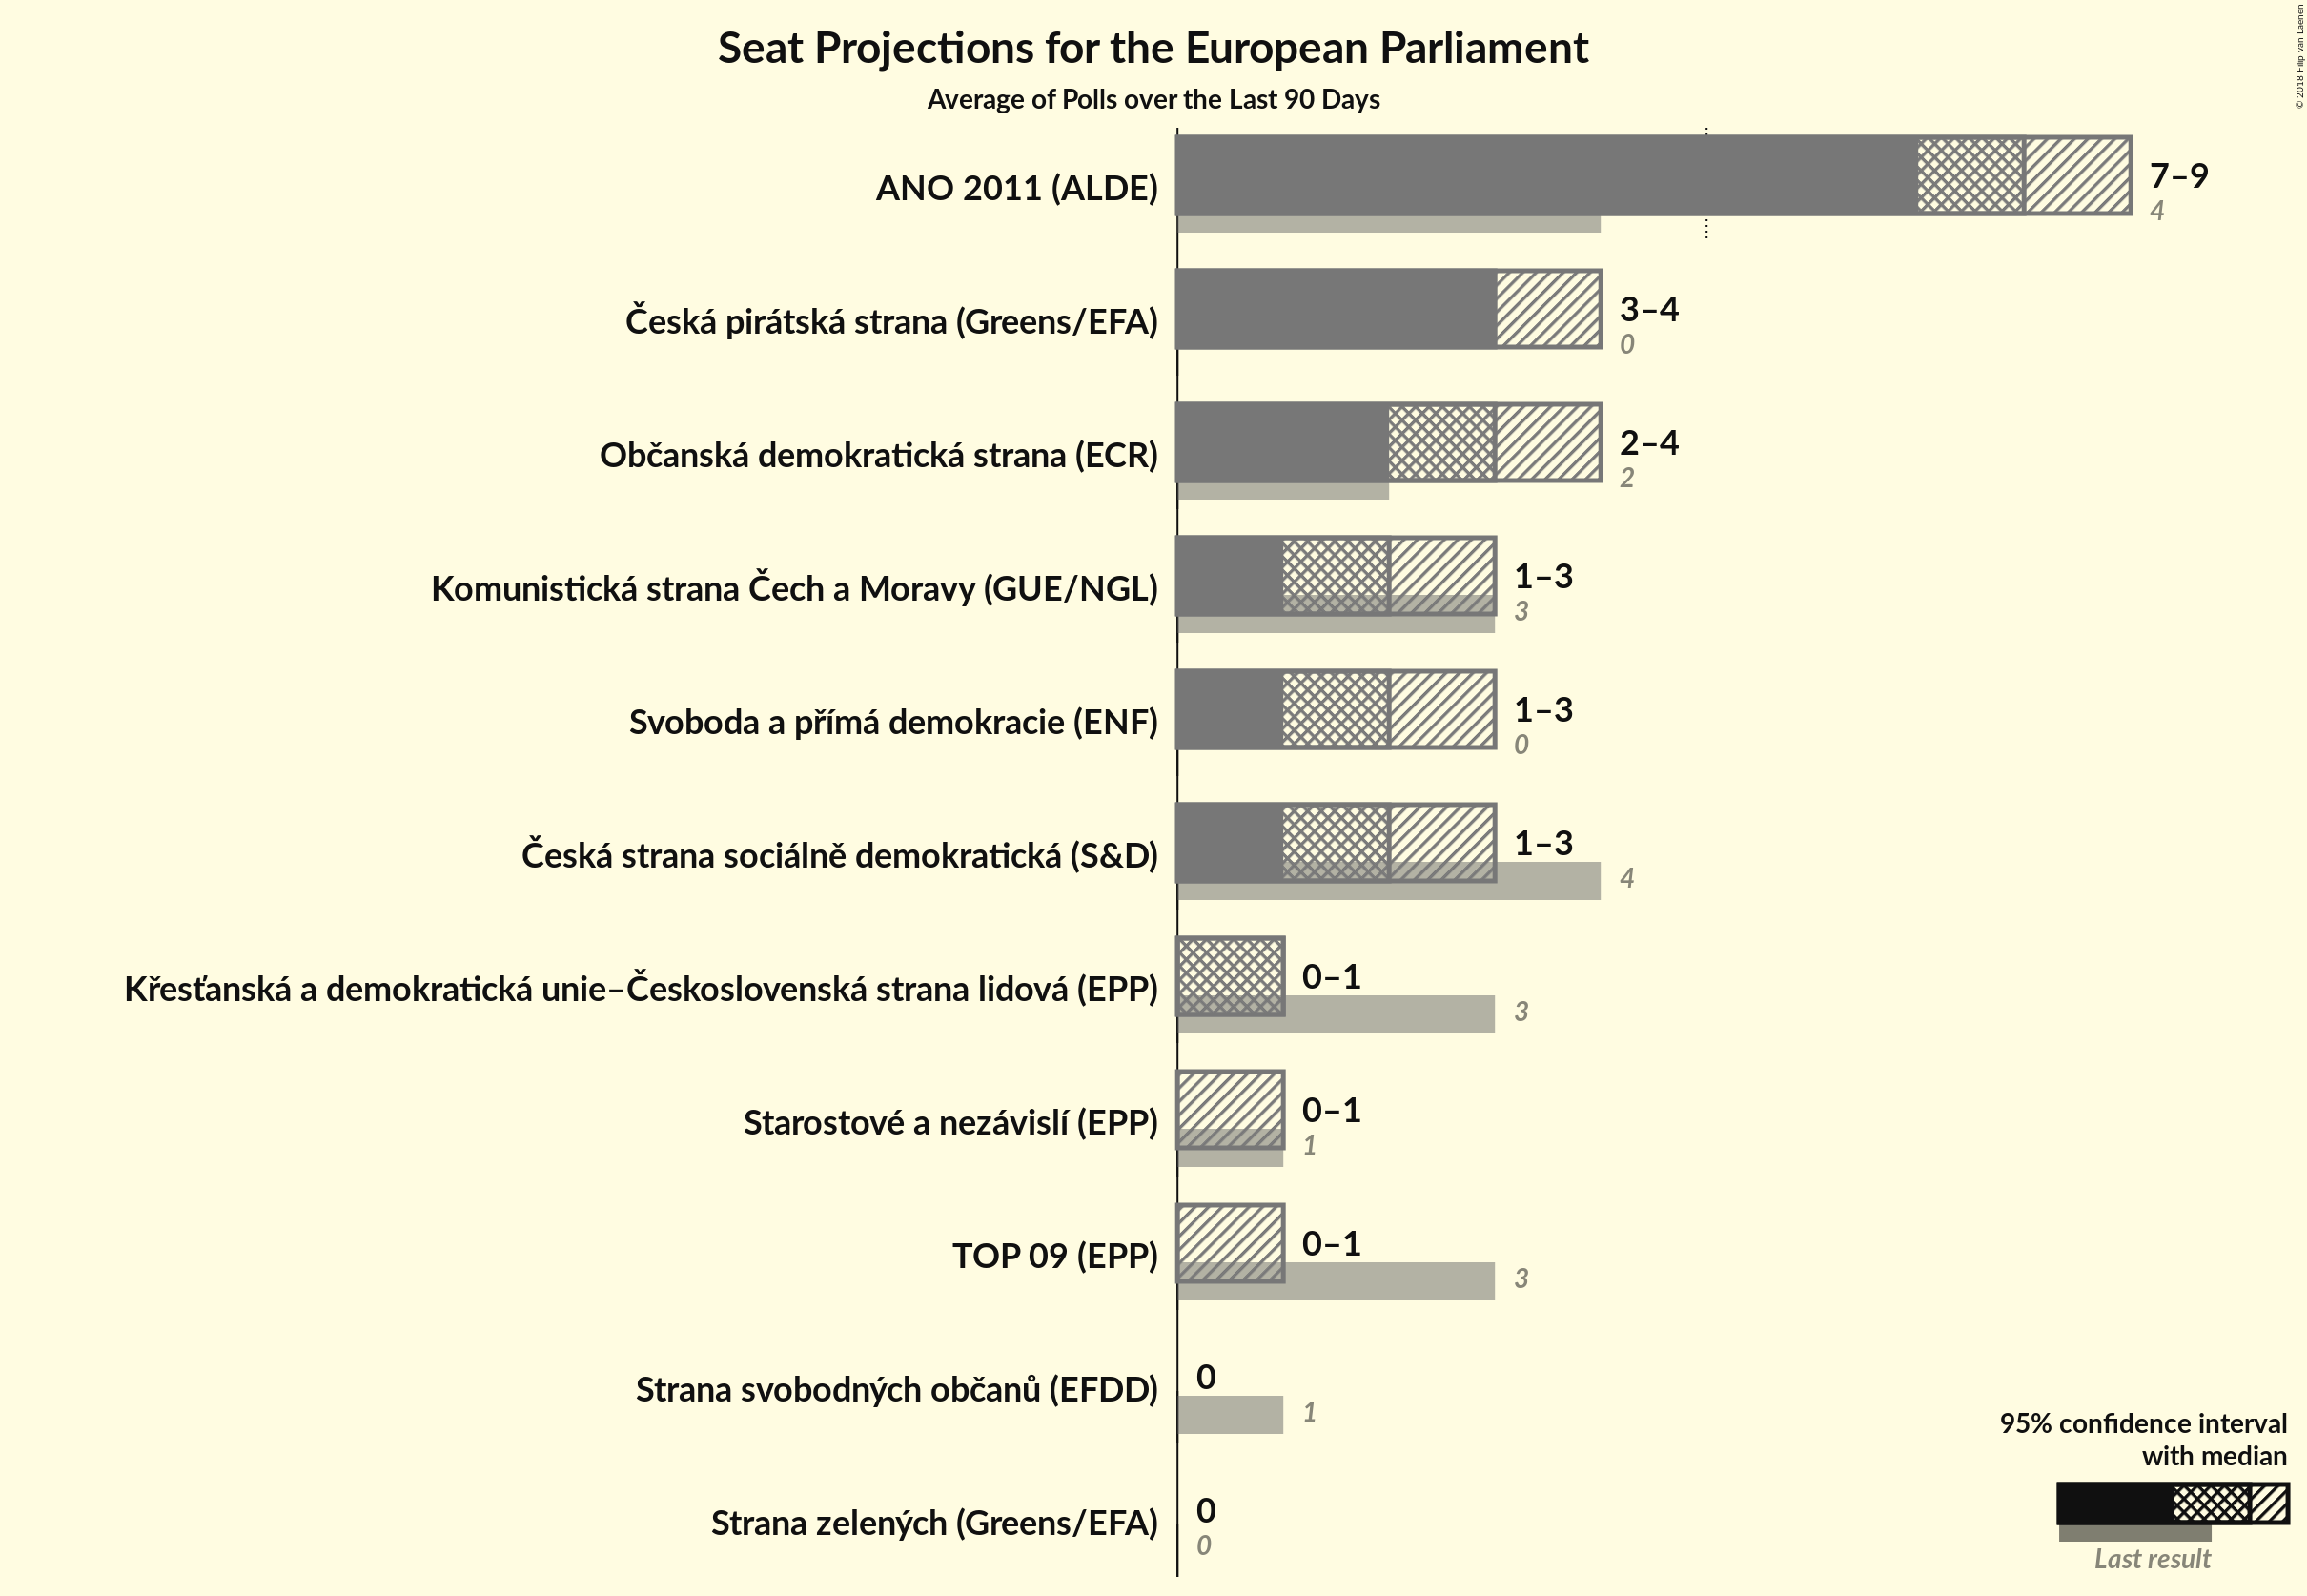 Seat Projections for the European Parliament
Average of Polls over the Last 90 Days
© 2018 Filip van Laenen
ANO 2011 (ALDE)
7–9
4
Česká pirátská strana (Greens/EFA)
3–4
0
Občanská demokratická strana (ECR)
2–4
2
Komunistická strana Čech a Moravy (GUE/NGL)
1–3
3
Svoboda a přímá demokracie (ENF)
1–3
0
Česká strana sociálně demokratická (S&D)
1–3
4
Křesťanská a demokratická unie–Československá strana lidová (EPP)
0–1
3
Starostové a nezávislí (EPP)
0–1
1
TOP 09 (EPP)
0–1
3
Strana svobodných občanů (EFDD)
0
1
Strana zelených (Greens/EFA)
0
0
95% confidence interval
with median
Last result